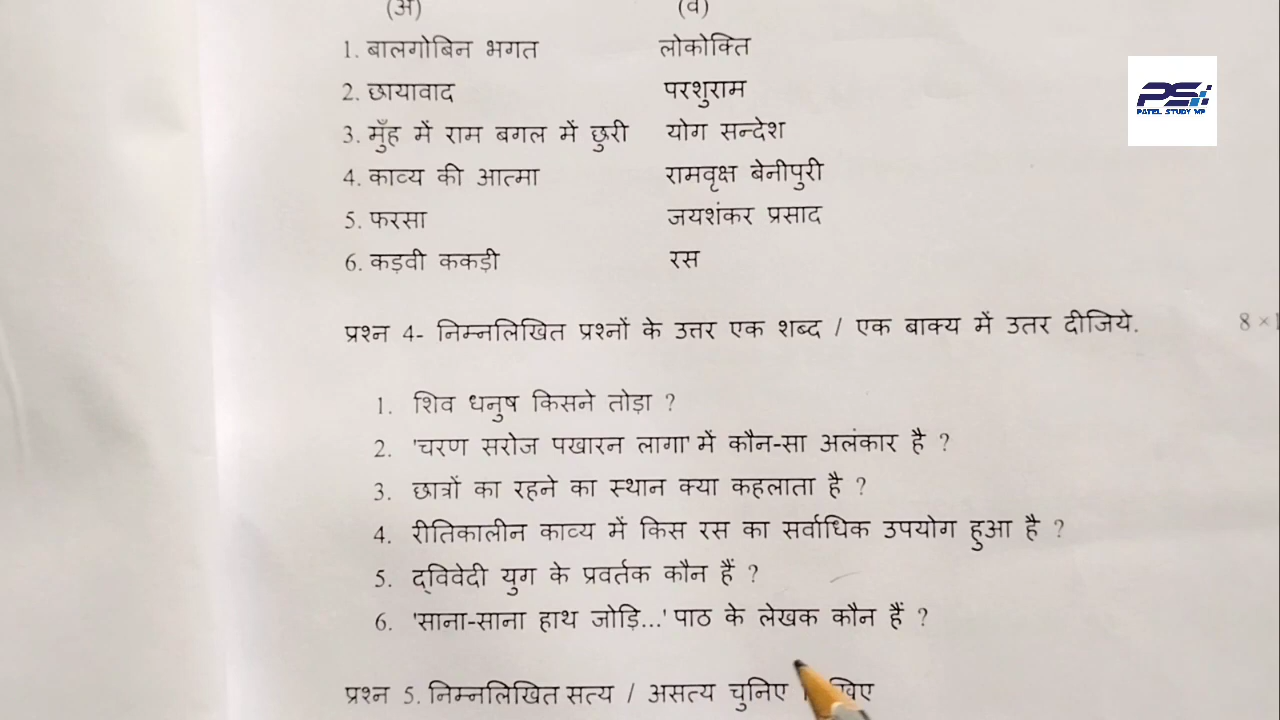 (अ) (व)
1. बालगोबिन भगत लोकोक्ति
2. छायावाद परशुराम
3. मुँह में राम बगल में छुरी योग सन्देश
4. काव्य की आत्मा रामवृक्ष बेनीपुरी
5. फरसा जयशंकर प्रसाद
6. कड़वी ककड़ी रस
PS
PATEL STUDY MP
प्रश्न 4- निम्नलिखित प्रश्नों के उत्तर एक शब्द / एक बाक्य में उतर दीजिये. 8 ×
1. शिव धनुष किसने तोड़ा ?
2. 'चरण सरोज पखारन लागा' में कौन-सा अलंकार है ?
3. छात्रों का रहने का स्थान क्या कहलाता है ?
4. रीतिकालीन काव्य में किस रस का सर्वाधिक उपयोग हुआ है ?
5. द्विवेदी युग के प्रवर्तक कौन हैं ?
6. 'साना-साना हाथ जोड़ि...' पाठ के लेखक कौन हैं ?
प्रश्न 5. निम्नलिखित सत्य / असत्य चुनिए